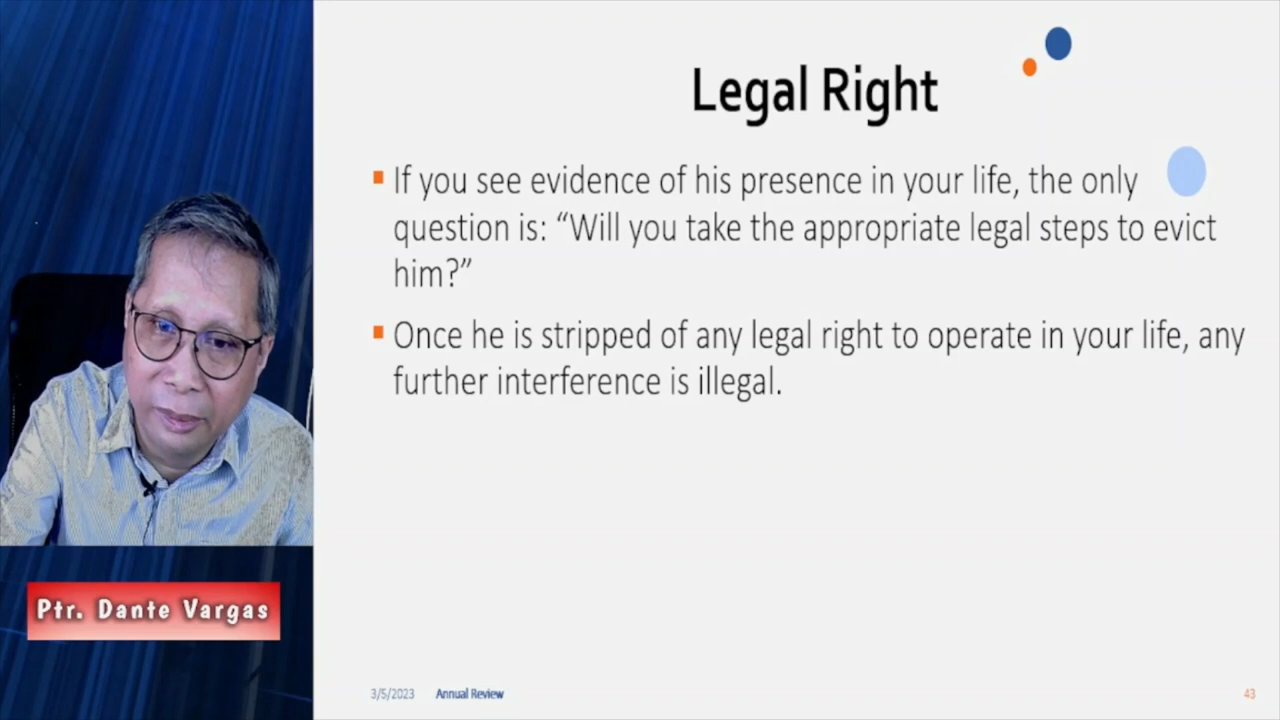 Legal Right
If you see evidence of his presence in your life, the only
question is: “Will you take the appropriate legal steps to evict
him?”
Once he is stripped of any legal right to operate in your life, any
further interference is illegal.
Ptr. Dante Vargas
3/5/2023 Annual Review 43